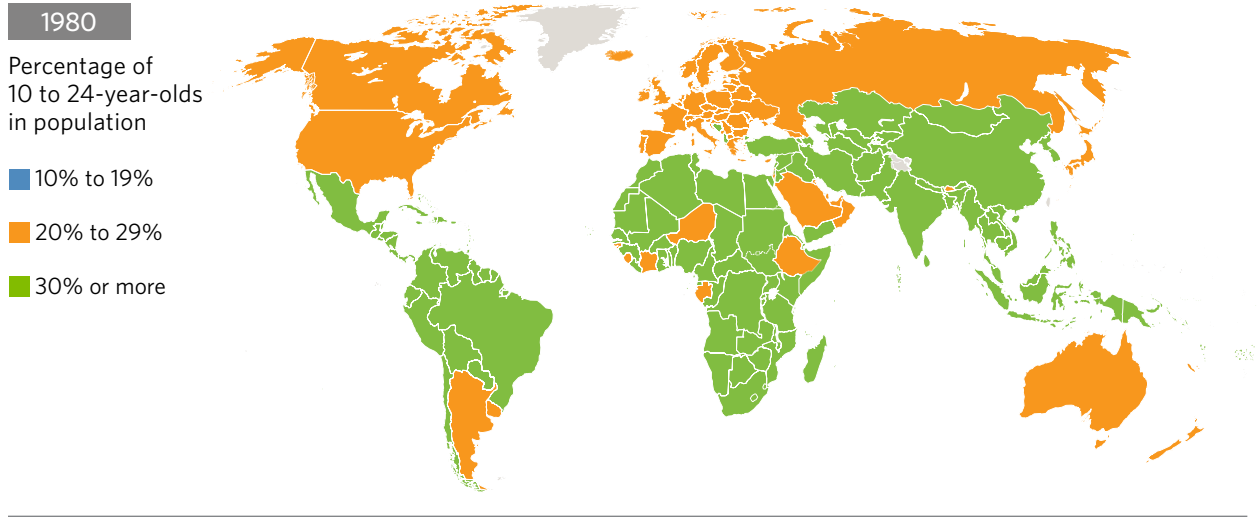 1980
Percentage of
10 to 24-year-olds
in population
10% to 19%
20% to 29%
30% or more